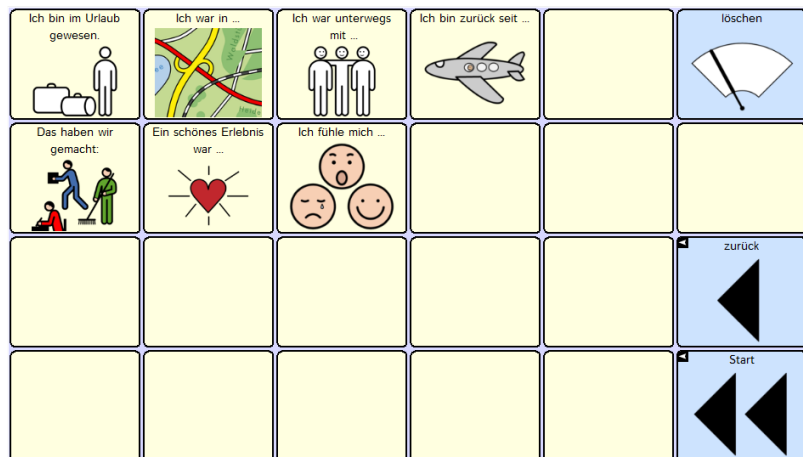 Ich bin im Urlaub
gewesen.
Ich war in ...
Ich war unterwegs
mit ...
Ich bin zurück seit ...
löschen
Das haben wir
gemacht:
Ein schönes Erlebnis
war ...
Ich fühle mich ...
zurück
Start